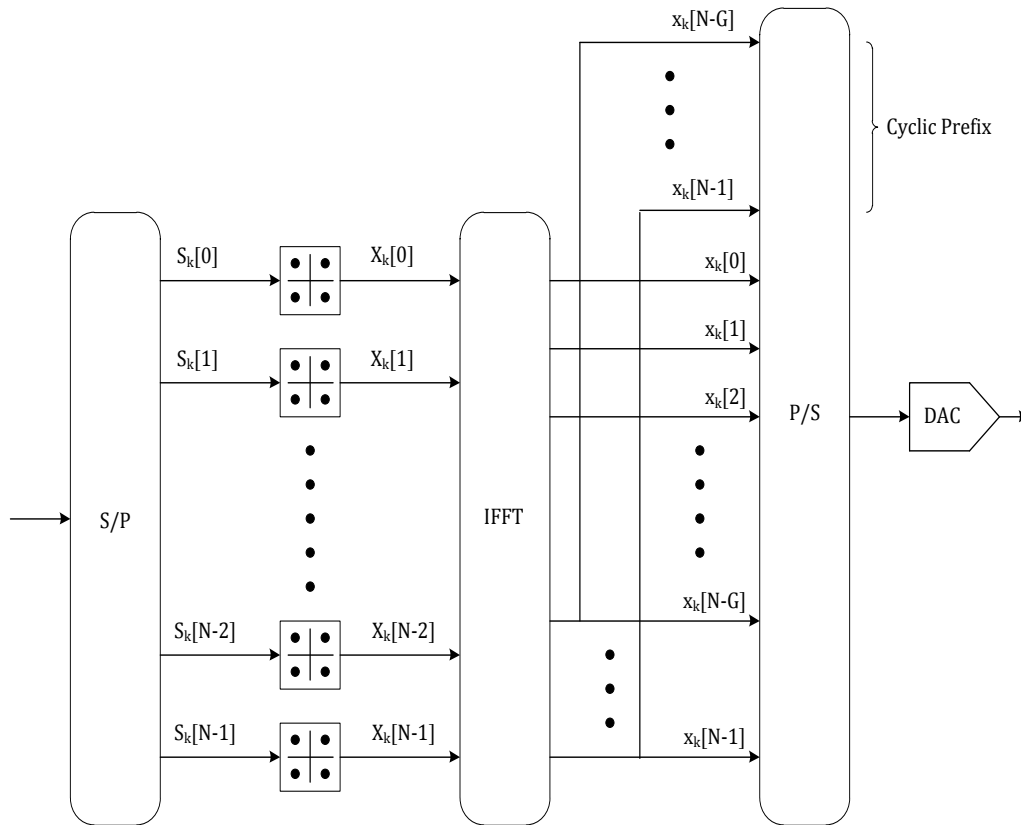 x_k[N-G]
Cyclic Prefix
x_k[N-1]
S_k[0]
X_k[0]
x_k[0]
S_k[1]
X_k[1]
x_k[1]
x_k[2]
P/S
DAC
S/P
IFFT
S_k[N-2]
X_k[N-2]
x_k[N-G]
S_k[N-1]
X_k[N-1]
x_k[N-1]